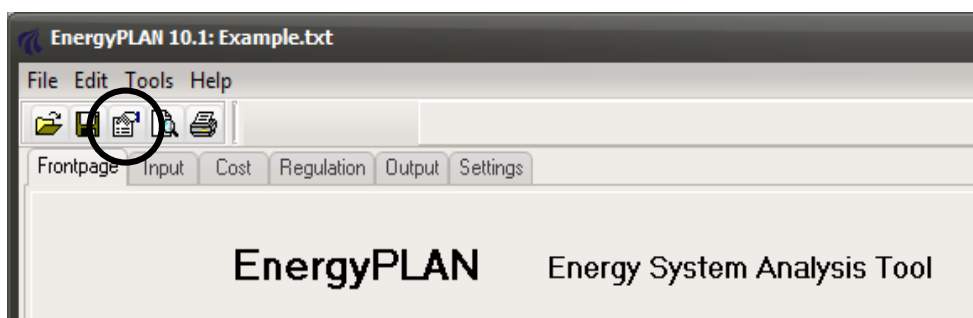 EnergyPLAN 10.1: Example.txt
File Edit Tools Help
Frontpage Input Cost Regulation Output Settings
EnergyPLAN Energy System Analysis Tool